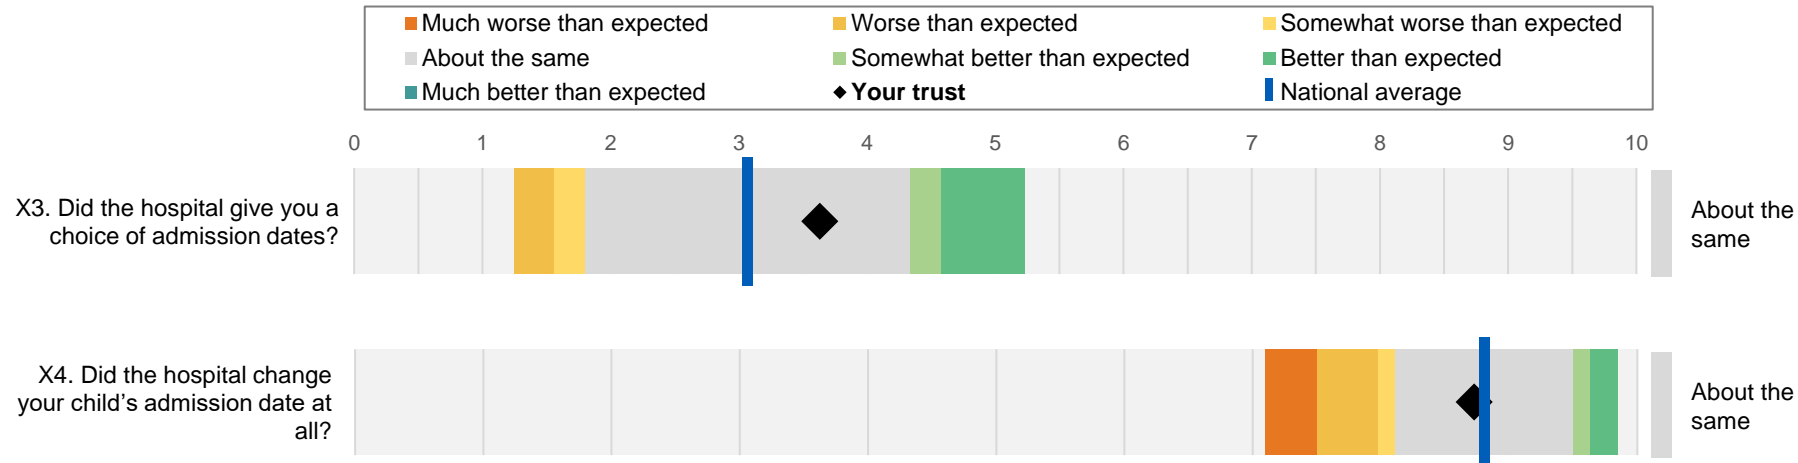 Much worse than expected
Worse than expected
Somewhat worse than expected
About the same
Somewhat better than expected
Better than expected
Much better than expected
Your trust
National average
0 1 2 3 4 5 6 7 8 9 10
X3. Did the hospital give you a
choice of admission dates?
About the
same
X4. Did the hospital change
your child’s admission date at
all?
About the
same